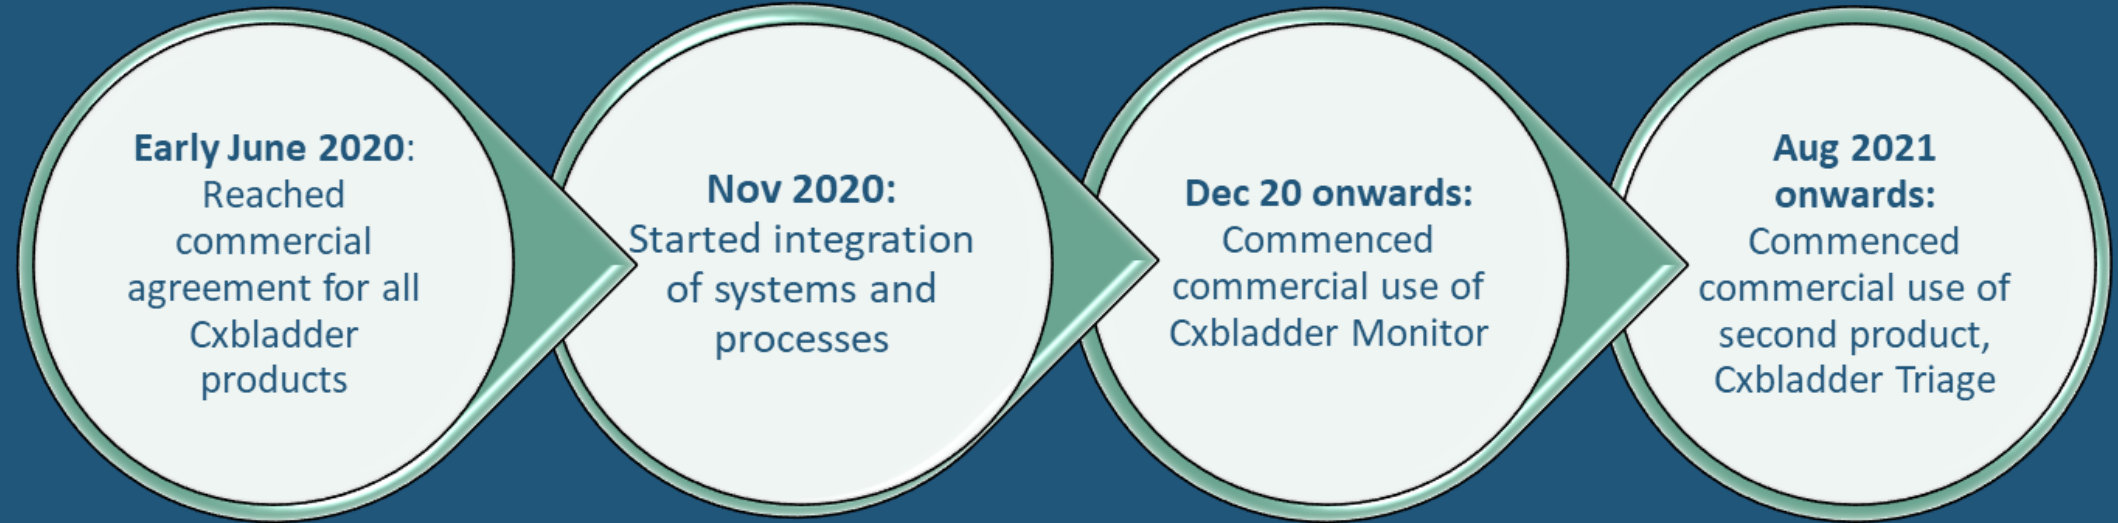 Early June 2020:
Reached
commercial
agreement for all
Cxbladder
products
Nov 2020:
Started integration
of systems and
processes
Dec 20 onwards:
Commenced
commercial use of
Cxbladder Monitor
Aug 2021
onwards:
Commenced
commercial use of
second product,
Cxbladder Triage